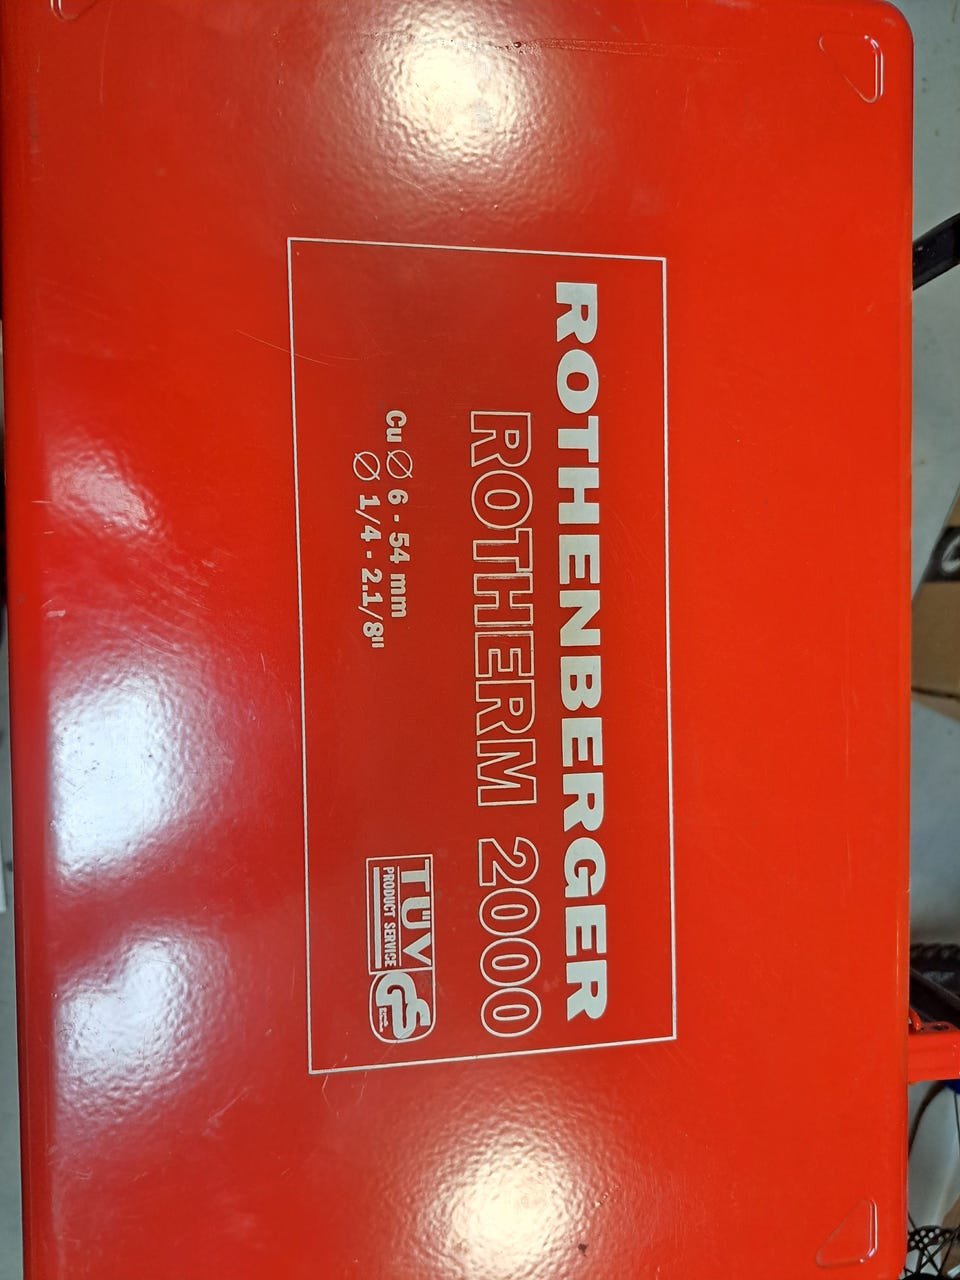 ROTHENBERGER
ROTHERM 2000
Cu ∅ 6 - 54 mm
∅ 1/4 - 2.1/8"
TÜV
PRODUCT SERVICE
GS